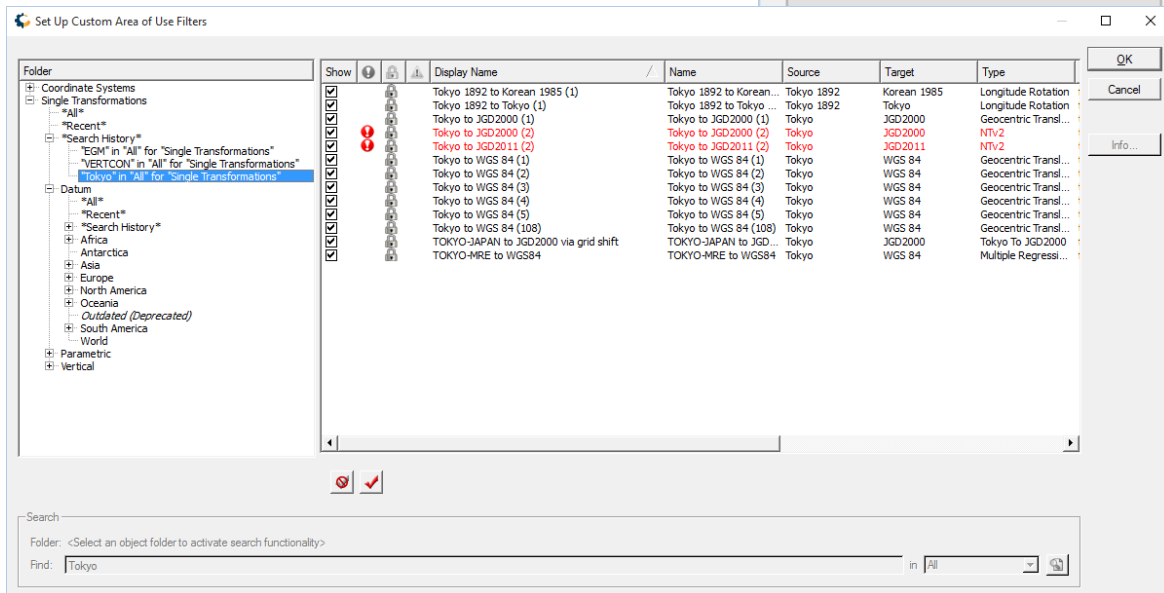 Set Up Custom Area of Use Filters
Folder
Coordinate Systems
Single Transformations
*All*
*Recent*
*Search History*
"EGM" in "All" for "Single Transformations"
"VERTCON" in "All" for "Single Transformations"
"Tokyo" in "All" for "Single Transformations"
Datum
*All*
*Recent*
*Search History*
Africa
Antarctica
Asia
Europe
North America
Oceania
Outdated (Deprecated)
South America
World
Parametric
Vertical
Show Display Name Name Source Target Type
Tokyo 1892 to Korean 1985 (1) Tokyo 1892 to Korean... Tokyo 1892 Korean 1985 Longitude Rotation
Tokyo 1892 to Tokyo (1) Tokyo 1892 to Tokyo ... Tokyo 1892 Tokyo Longitude Rotation
Tokyo to JGD2000 (1) Tokyo to JGD2000 (1) Tokyo JGD2000 Geocentric Transl...
Tokyo to JGD2000 (2) Tokyo to JGD2000 (2) Tokyo JGD2000 NTv2
Tokyo to JGD2011 (2) Tokyo to JGD2011 (2) Tokyo JGD2011 NTv2
Tokyo to WGS 84 (1) Tokyo to WGS 84 (1) Tokyo WGS 84 Geocentric Transl...
Tokyo to WGS 84 (2) Tokyo to WGS 84 (2) Tokyo WGS 84 Geocentric Transl...
Tokyo to WGS 84 (3) Tokyo to WGS 84 (3) Tokyo WGS 84 Geocentric Transl...
Tokyo to WGS 84 (4) Tokyo to WGS 84 (4) Tokyo WGS 84 Geocentric Transl...
Tokyo to WGS 84 (5) Tokyo to WGS 84 (5) Tokyo WGS 84 Geocentric Transl...
Tokyo to WGS 84 (108) Tokyo to WGS 84 (108) Tokyo WGS 84 Geocentric Transl...
TOKYO-JAPAN to JGD2000 via grid shift TOKYO-JAPAN to JGD... Tokyo JGD2000 Tokyo To JGD2000
TOKYO-MRE to WGS84 TOKYO-MRE to WGS84 Tokyo WGS 84 Multiple Regressi...
OK
Cancel
Info...
Search
Folder: <Select an object folder to activate search functionality>
Find: Tokyo in All